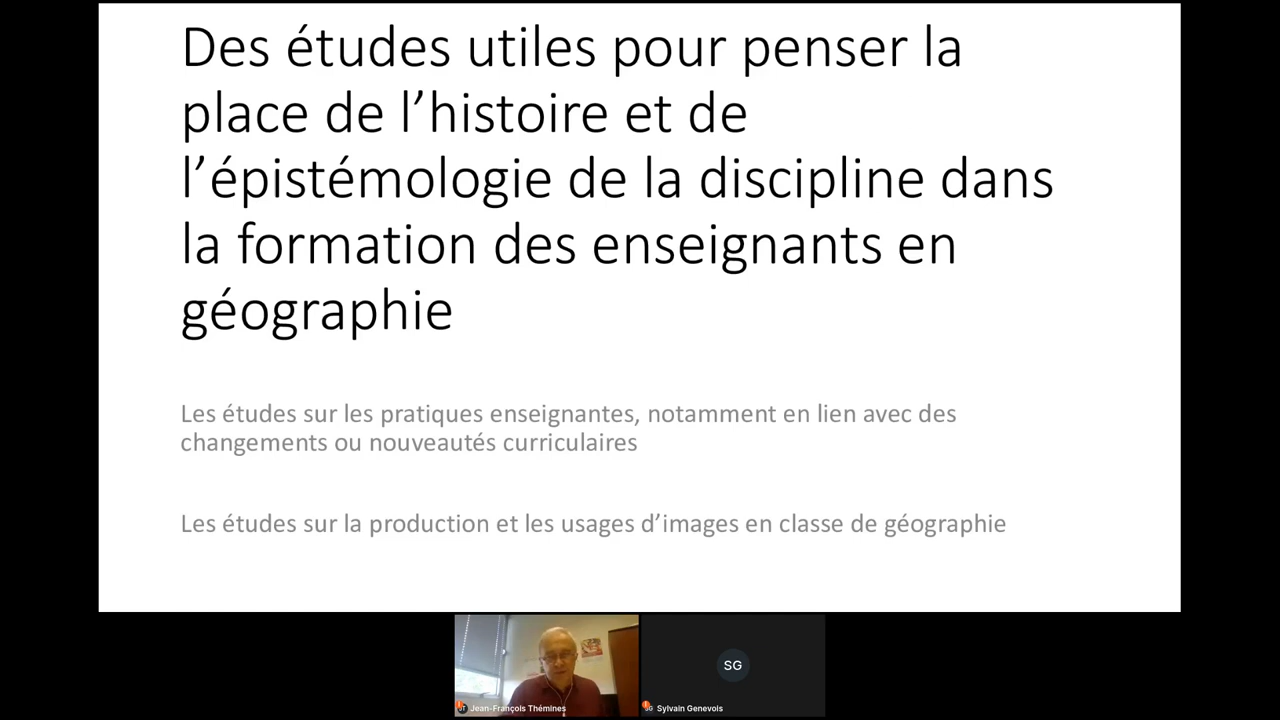 Des études utiles pour penser la
place de l’histoire et de
l’épistémologie de la discipline dans
la formation des enseignants en
géographie
Les études sur les pratiques enseignantes, notamment en lien avec des
changements ou nouveautés curriculaires
Les études sur la production et les usages d’images en classe de géographie
SG
Jean-François Thémines
Sylvain Genevois